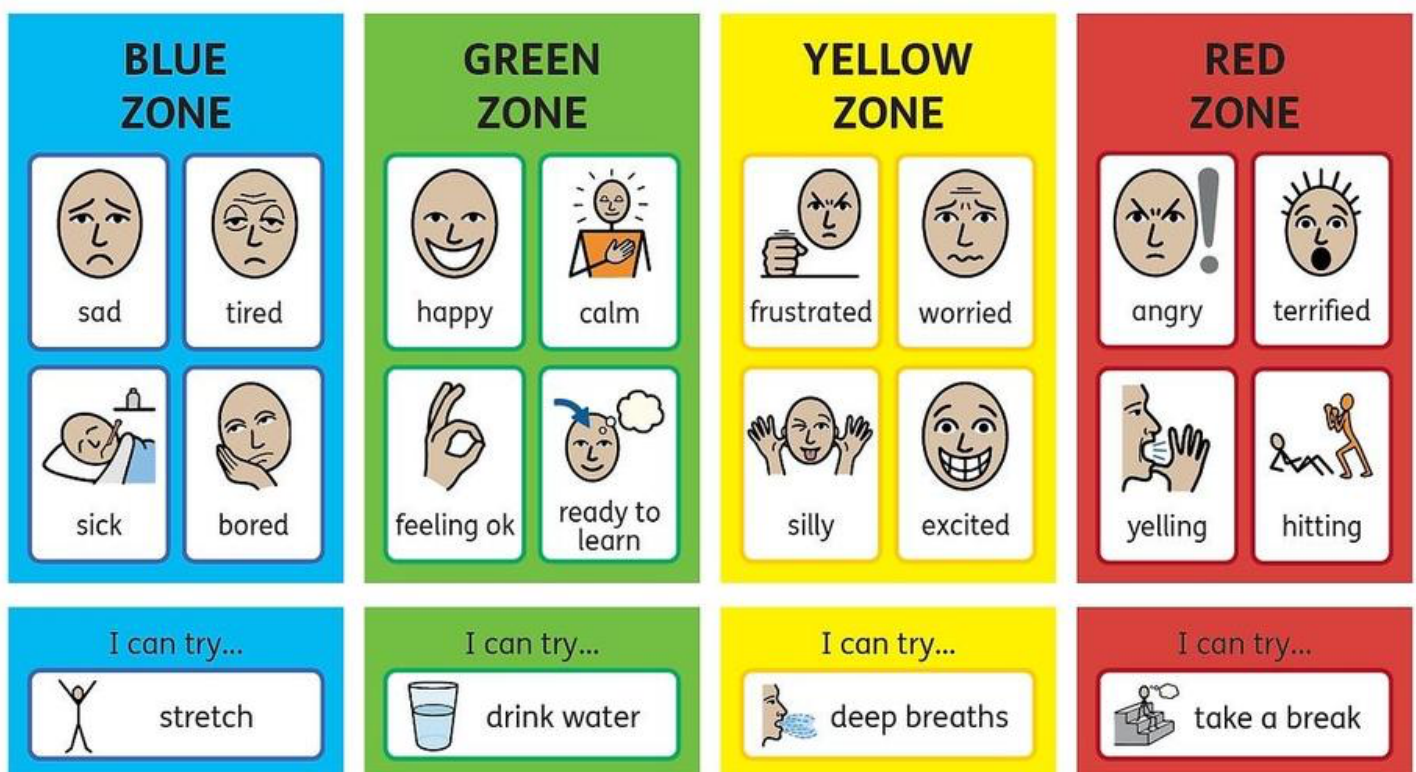 BLUE
ZONE
sad
tired
sick
bored
GREEN
ZONE
happy
calm
feeling ok
ready to
learn
YELLOW
ZONE
frustrated
worried
silly
excited
RED
ZONE
angry
terrified
yelling
hitting
I can try...
stretch
I can try...
drink water
I can try...
deep breaths
I can try...
take a break